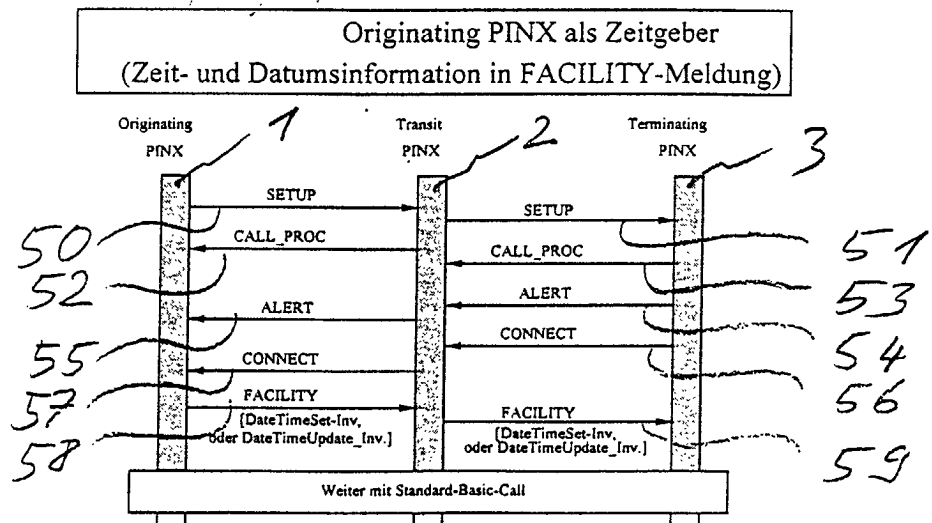 Originating PINX als Zeitgeber
(Zeit- und Datumsinformation in FACILITY-Meldung)
Originating PINX
1
Transit PINX
2
Terminating PINX
3
SETUP
50
SETUP
51
CALL_PROC
52
CALL_PROC
53
ALERT
54
ALERT
55
CONNECT
56
CONNECT
57
FACILITY
[DateTimeSet-Inv,
oder DateTimeUpdate_Inv.]
58
FACILITY
[DateTimeSet-Inv,
oder DateTimeUpdate_Inv.]
59
Weiter mit Standard-Basic-Call